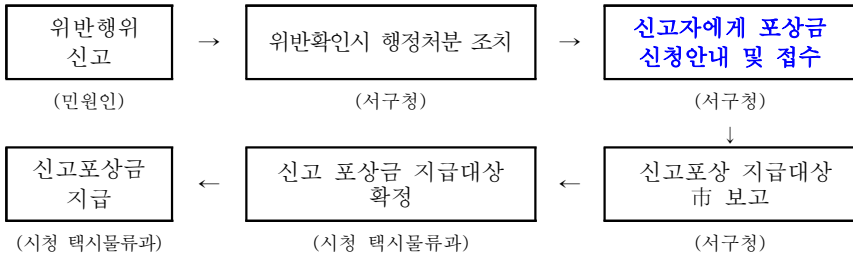 위반행위
신고
→
위반확인시 행정처분 조치
→
신고자에게 포상금
신청안내 및 접수
(민원인)
(서구청)
(서구청)
↓
신고포상금
지급
←
신고 포상금 지급대상
확정
←
신고포상 지급대상
市 보고
(시청 택시물류과)
(시청 택시물류과)
(서구청)